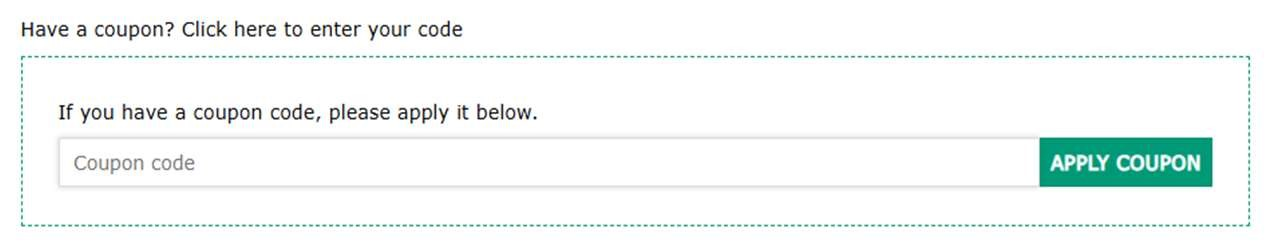 Have a coupon? Click here to enter your code
If you have a coupon code, please apply it below.
Coupon code
APPLY COUPON